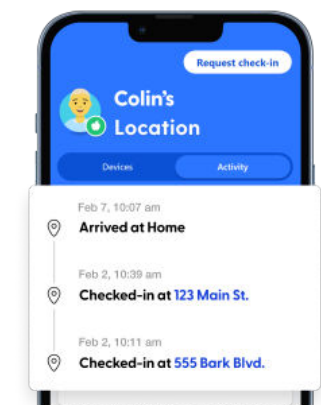 Request check-in
Colin's
Location
Devices
Activity
Feb 7, 10:07 am
Arrived at Home
Feb 2, 10:39 am
Checked-in at 123 Main St.
Feb 2, 10:11 am
Checked-in at 555 Bark Blvd.